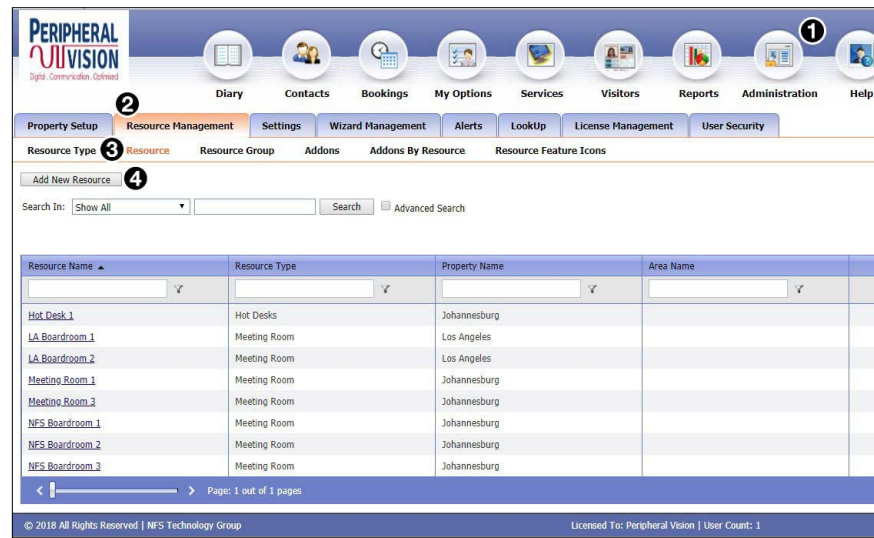 PERIPHERAL
VISION
Digital . Communication . Optimised
1
Diary Contacts Bookings My Options Services Visitors Reports Administration Help
2
Property Setup Resource Management Settings Wizard Management Alerts LookUp License Management User Security
Resource Type 3 Resource Resource Group Addons Addons By Resource Resource Feature Icons
Add New Resource 4
Search In: Show All Search Advanced Search
Resource Name Resource Type Property Name Area Name
Hot Desk 1 Hot Desks Johannesburg
LA Boardroom 1 Meeting Room Los Angeles
LA Boardroom 2 Meeting Room Los Angeles
Meeting Room 1 Meeting Room Johannesburg
Meeting Room 3 Meeting Room Johannesburg
NFS Boardroom 1 Meeting Room Johannesburg
NFS Boardroom 2 Meeting Room Johannesburg
NFS Boardroom 3 Meeting Room Johannesburg
< > Page: 1 out of 1 pages
© 2018 All Rights Reserved | NFS Technology Group Licensed To: Peripheral Vision | User Count: 1